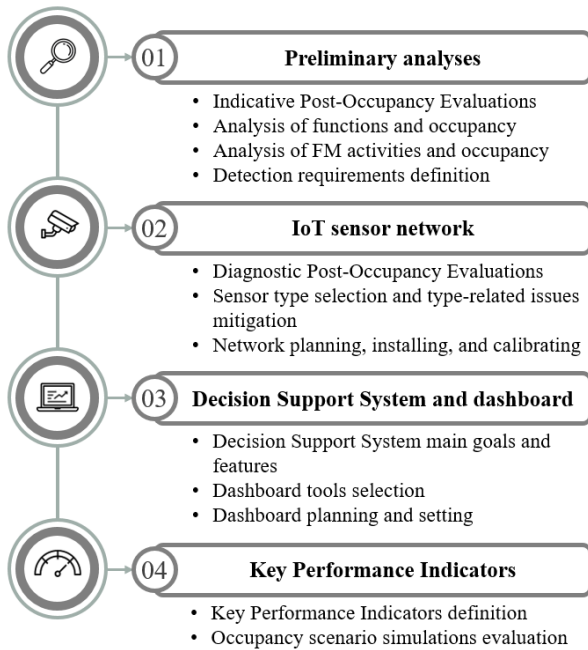 01 Preliminary analyses
• Indicative Post-Occupancy Evaluations
• Analysis of functions and occupancy
• Analysis of FM activities and occupancy
• Detection requirements definition
02 IoT sensor network
• Diagnostic Post-Occupancy Evaluations
• Sensor type selection and type-related issues
mitigation
• Network planning, installing, and calibrating
03 Decision Support System and dashboard
• Decision Support System main goals and
features
• Dashboard tools selection
• Dashboard planning and setting
04 Key Performance Indicators
• Key Performance Indicators definition
• Occupancy scenario simulations evaluation